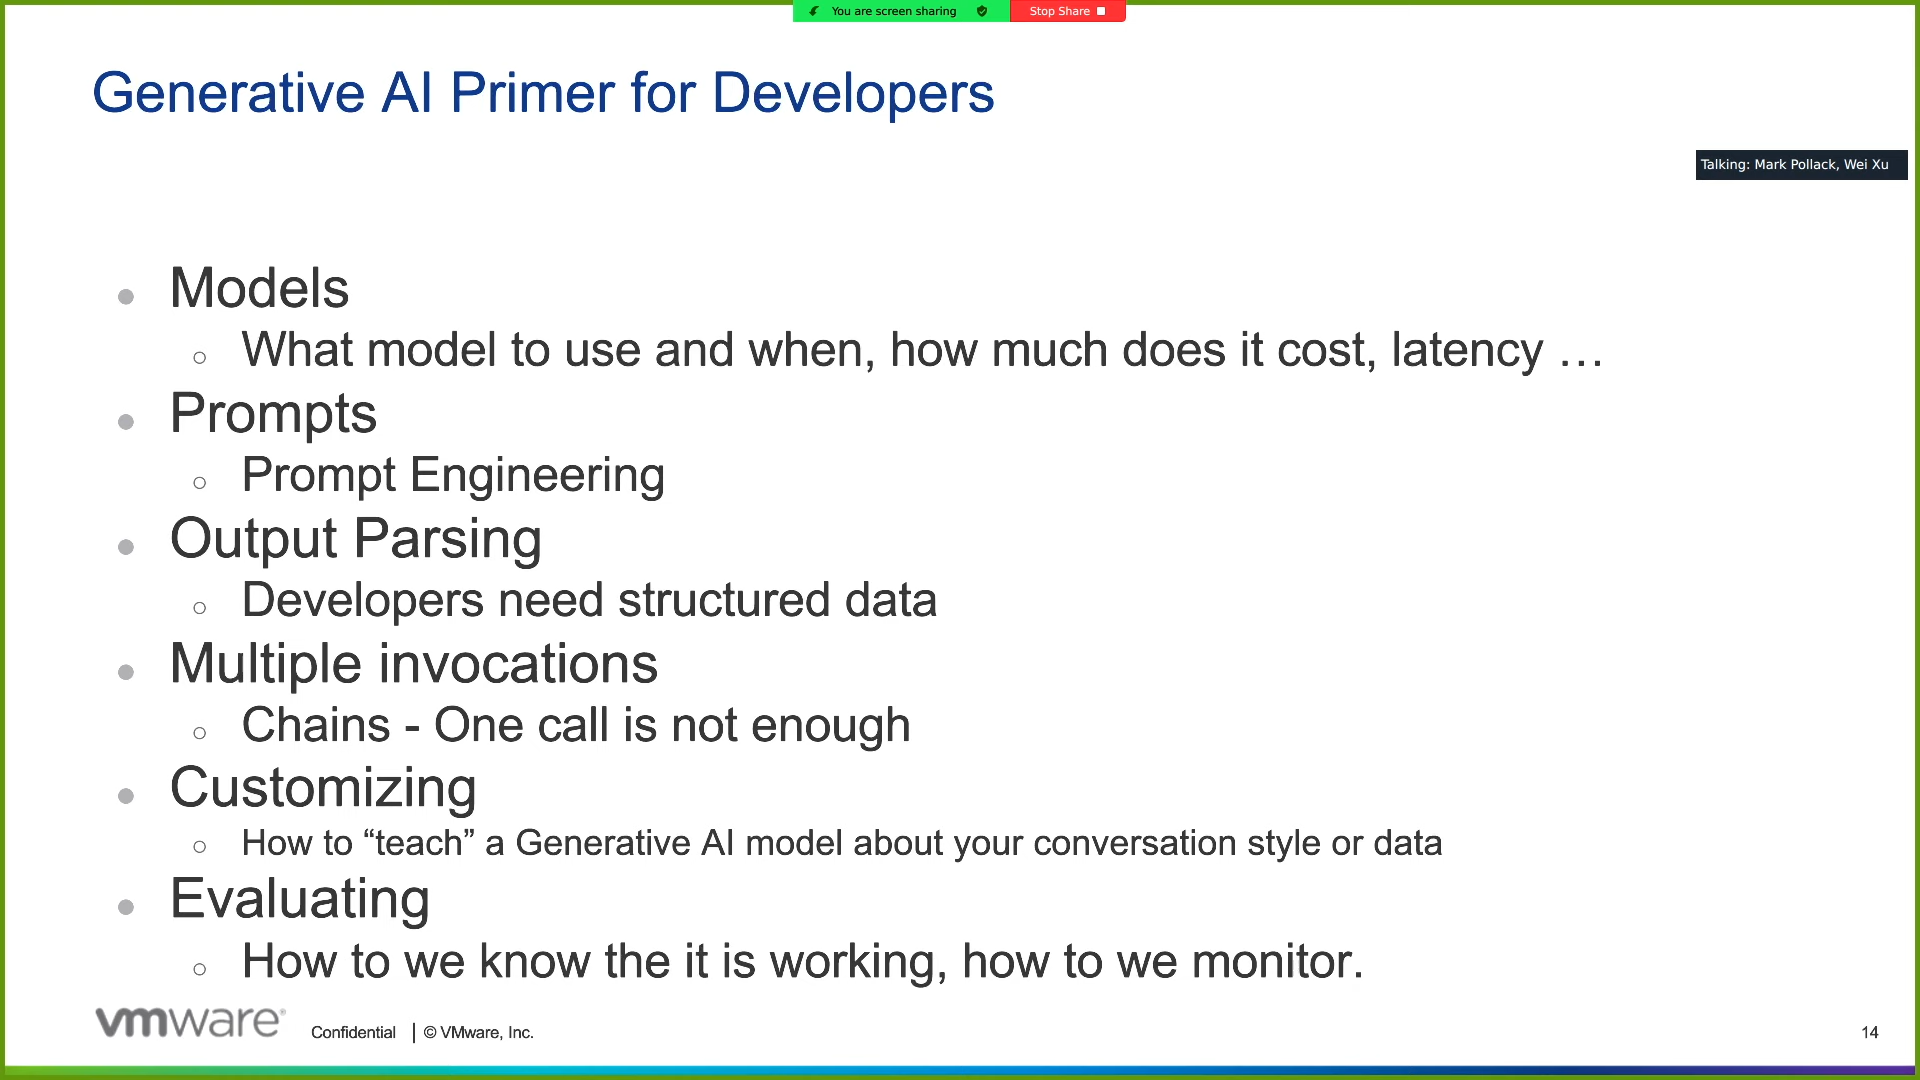 You are screen sharing
Stop Share
Generative AI Primer for Developers
Talking: Mark Pollack, Wei Xu
Models
What model to use and when, how much does it cost, latency …
Prompts
Prompt Engineering
Output Parsing
Developers need structured data
Multiple invocations
Chains - One call is not enough
Customizing
How to “teach” a Generative AI model about your conversation style or data
Evaluating
How to we know the it is working, how to we monitor.
vmware® Confidential | © VMware, Inc. 14